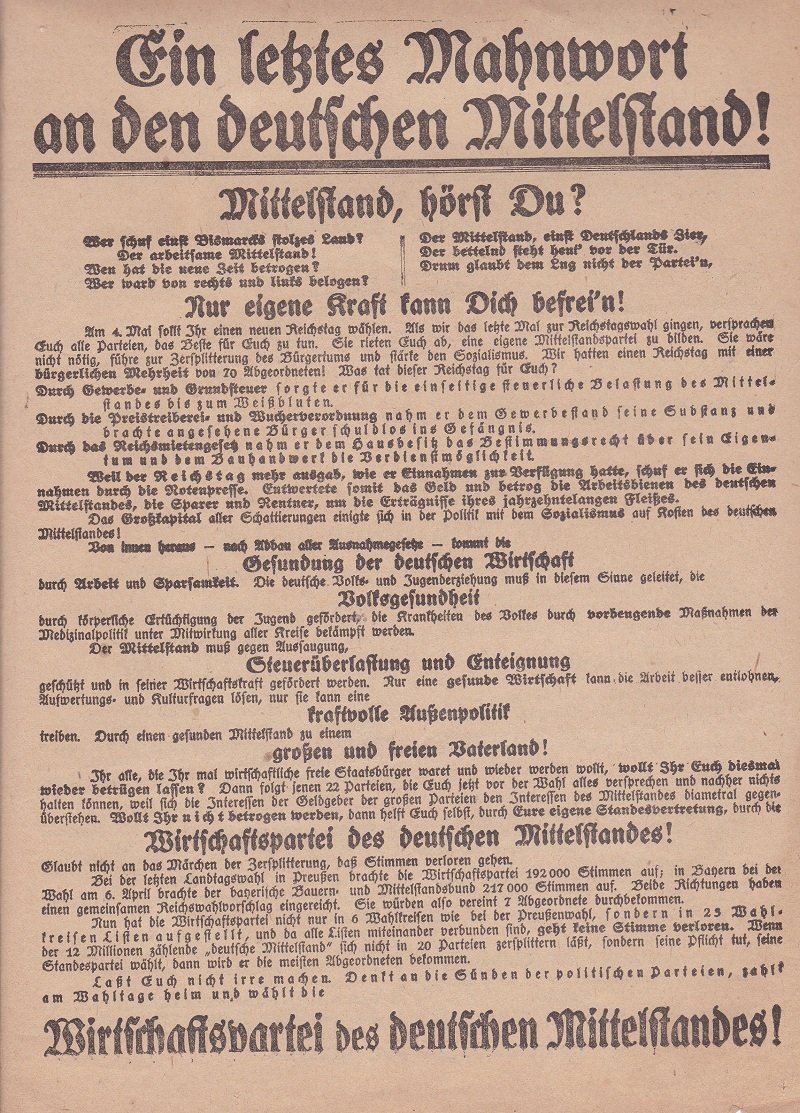 Ein letztes Mahnwort
an den deutschen Mittelstand!
Mittelstand, hörst Du?
Wer schuf einst Bismarcks stolzes Land?
Der arbeitsame Mittelstand!
Wen hat die neue Zeit betrogen?
Wer ward von rechts und links belogen?
Der Mittelstand, einst Deutschlands Zier,
Der bettelnd steht heut' vor der Tür.
Drum glaubt dem Lug nicht der Partei'n,
Nur eigene Kraft kann Dich befrei'n!
Am 4. Mai sollt Ihr einen neuen Reichstag wählen. Als wir das letzte Mal zur Reichstagswahl gingen, versprachen
Euch alle Parteien, das Beste für Euch zu tun. Sie rieten Euch ab, eine eigene Mittelstandspartei zu bilden. Sie wäre
nicht nötig, führe zur Zersplitterung des Bürgertums und stärke den Sozialismus. Wir hatten einen Reichstag mit einer
bürgerlichen Mehrheit von 70 Abgeordneten! Was tat dieser Reichstag für Euch?
Durch Gewerbe- und Grundsteuer sorgte er für die einseitige steuerliche Belastung des Mittel-
standes bis zum Weißbluten.
Durch die Preistreiberei- und Wucherverordnung nahm er dem Gewerbestand seine Substanz und
brachte angesehene Bürger schuldlos ins Gefängnis.
Durch das Reichsmietengesetz nahm er dem Hausbesitz das Bestimmungsrecht über sein Eigen-
tum und dem Bauhandwerk die Verdienstmöglichkeit.
Weil der Reichstag mehr ausgab, wie er Einnahmen zur Verfügung hatte, schuf er sich die Ein-
nahmen durch die Notenpresse. Entwertete somit das Geld und betrog die Arbeitsbienen des deutschen
Mittelstandes, die Sparer und Rentner, um die Erträgnisse ihres jahrzehntelangen Fleißes.
Das Großkapital aller Schattierungen einigte sich in der Politik mit dem Sozialismus auf Kosten des deutschen
Mittelstandes!
Von innen heraus — nach Abbau aller Ausnahmegesetze — kommt die
Gesundung der deutschen Wirtschaft
durch Arbeit und Sparsamkeit. Die deutsche Volks- und Jugenderziehung muß in diesem Sinne geleitet, die
Volksgesundheit
durch körperliche Ertüchtigung der Jugend gefördert, die Krankheiten des Volkes durch vorbeugende Maßnahmen der
Medizinalpolitik unter Mitwirkung aller Kreise bekämpft werden.
Der Mittelstand muß gegen Aussaugung,
Steuerüberlastung und Enteignung
geschützt und in seiner Wirtschaftskraft gefördert werden. Nur eine gesunde Wirtschaft kann die Arbeit besser entlohnen,
Aufwertungs- und Kulturfragen lösen, nur sie kann eine
kraftvolle Außenpolitik
treiben. Durch einen gesunden Mittelstand zu einem
großen und freien Vaterland!
Ihr alle, die Ihr mal wirtschaftliche freie Staatsbürger waret und wieder werden wollt, wollt Ihr Euch diesmal
wieder betrügen lassen? Dann folgt jenen 22 Parteien, die Euch jetzt vor der Wahl alles versprechen und nachher nichts
halten können, weil sich die Interessen der Geldgeber der großen Parteien den Interessen des Mittelstandes diametral gegen-
überstehen. Wollt Ihr nicht betrogen werden, dann helft Euch selbst, durch Eure eigene Standesvertretung, durch die
Wirtschaftspartei des deutschen Mittelstandes!
Glaubt nicht an das Märchen der Zersplitterung, daß Stimmen verloren gehen.
Bei der letzten Landtagswahl in Preußen brachte die Wirtschaftspartei 192 000 Stimmen auf; in Bayern bei der
Wahl am 6. April brachte der bayerische Bauern- und Mittelstandsbund 217 000 Stimmen auf. Beide Richtungen haben
einen gemeinsamen Reichswahlvorschlag eingereicht. Sie würden also vereint 7 Abgeordnete durchbekommen.
Nun hat die Wirtschaftspartei nicht nur in 6 Wahlkreisen wie bei der Preußenwahl, sondern in 23 Wahl-
kreisen Listen aufgestellt, und da alle Listen miteinander verbunden sind, geht keine Stimme verloren. Wenn
der 12 Millionen zählende „deutsche Mittelstand" sich nicht in 20 Parteien zersplittern läßt, sondern seine Pflicht tut, seine
Standespartei wählt, dann wird er die meisten Abgeordneten bekommen.
Laßt Euch nicht irre machen. Denkt an die Sünden der politischen Parteien, zahlt
am Wahltage heim und wählt die
Wirtschaftspartei des deutschen Mittelstandes!